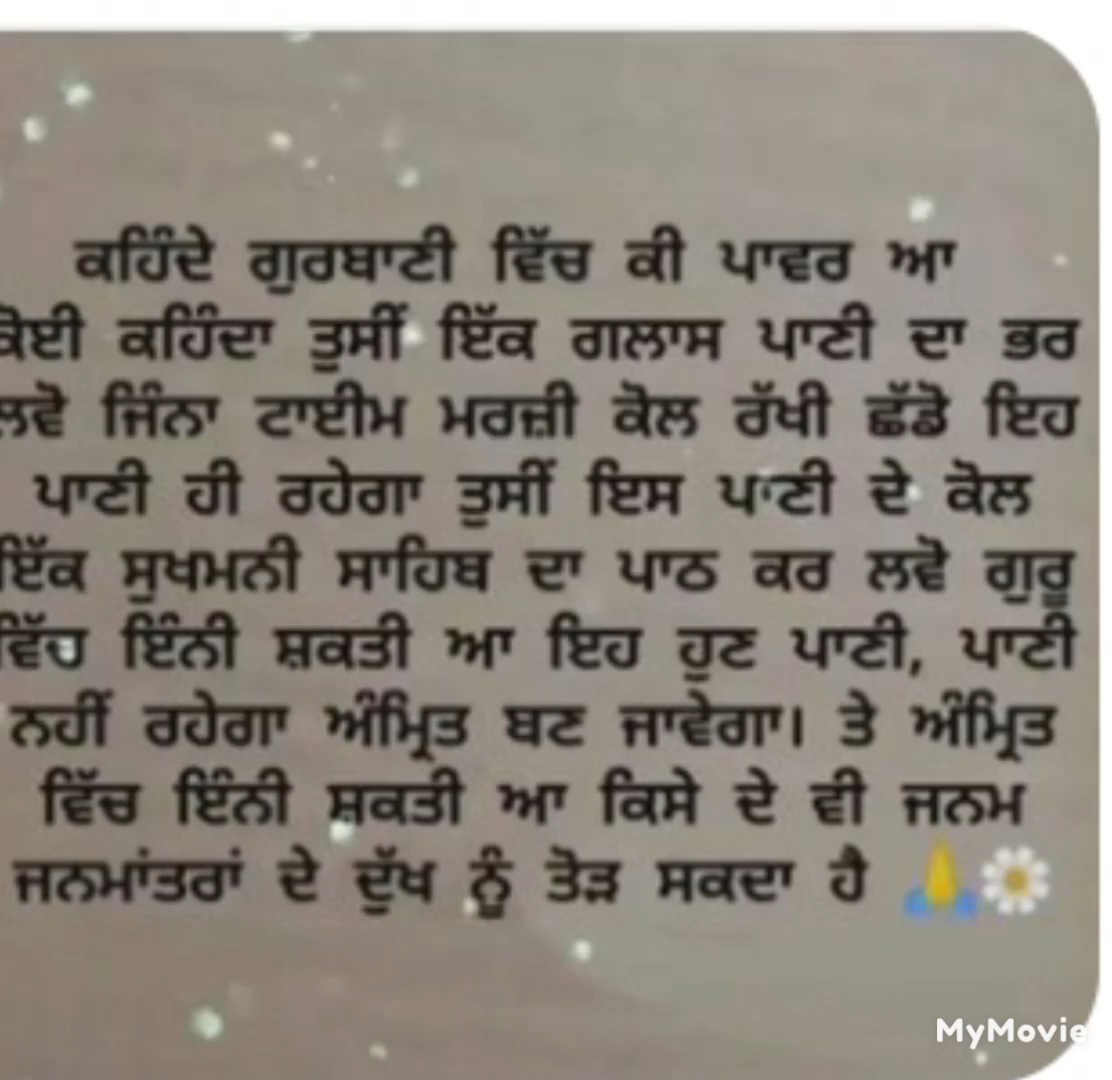 ਕਹਿੰਦੇ ਗੁਰਬਾਣੀ ਵਿੱਚ ਕੀ ਪਾਵਰ ਆ
ਕੋਈ ਕਹਿੰਦਾ ਤੁਸੀਂ ਇੱਕ ਗਲਾਸ ਪਾਣੀ ਦਾ ਭਰ
ਲਵੋ ਜਿੰਨਾ ਟਾਈਮ ਮਰਜ਼ੀ ਕੋਲ ਰੱਖੀ ਛੱਡੋ ਇਹ
ਪਾਣੀ ਹੀ ਰਹੇਗਾ ਤੁਸੀਂ ਇਸ ਪਾਣੀ ਦੇ ਕੋਲ
ਇੱਕ ਸੁਖਮਨੀ ਸਾਹਿਬ ਦਾ ਪਾਠ ਕਰ ਲਵੋ ਗੁਰੂ
ਵਿੱਚ ਇੰਨੀ ਸ਼ਕਤੀ ਆ ਇਹ ਹੁਣ ਪਾਣੀ, ਪਾਣੀ
ਨਹੀਂ ਰਹੇਗਾ ਅੰਮ੍ਰਿਤ ਬਣ ਜਾਵੇਗਾ। ਤੇ ਅੰਮ੍ਰਿਤ
ਵਿੱਚ ਇੰਨੀ ਸ਼ਕਤੀ ਆ ਕਿਸੇ ਦੇ ਵੀ ਜਨਮ
ਜਨਮਾਂਤਰਾਂ ਦੇ ਦੁੱਖ ਨੂੰ ਤੋੜ ਸਕਦਾ ਹੈ 🙏🌼
MyMovie